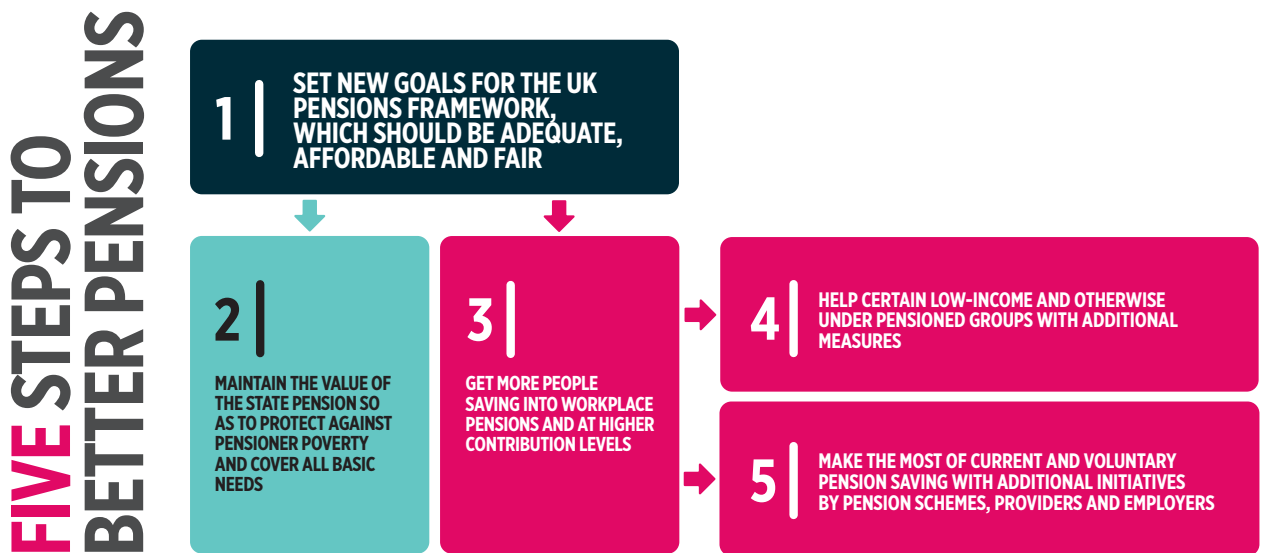 FIVE STEPS TO
BETTER PENSIONS
1
SET NEW GOALS FOR THE UK
PENSIONS FRAMEWORK,
WHICH SHOULD BE ADEQUATE,
AFFORDABLE AND FAIR
2
MAINTAIN THE VALUE OF
THE STATE PENSION SO
AS TO PROTECT AGAINST
PENSIONER POVERTY
AND COVER ALL BASIC
NEEDS
3
GET MORE PEOPLE
SAVING INTO WORKPLACE
PENSIONS AND AT HIGHER
CONTRIBUTION LEVELS
4
HELP CERTAIN LOW-INCOME AND OTHERWISE
UNDER PENSIONED GROUPS WITH ADDITIONAL
MEASURES
5
MAKE THE MOST OF CURRENT AND VOLUNTARY
PENSION SAVING WITH ADDITIONAL INITIATIVES
BY PENSION SCHEMES, PROVIDERS AND EMPLOYERS